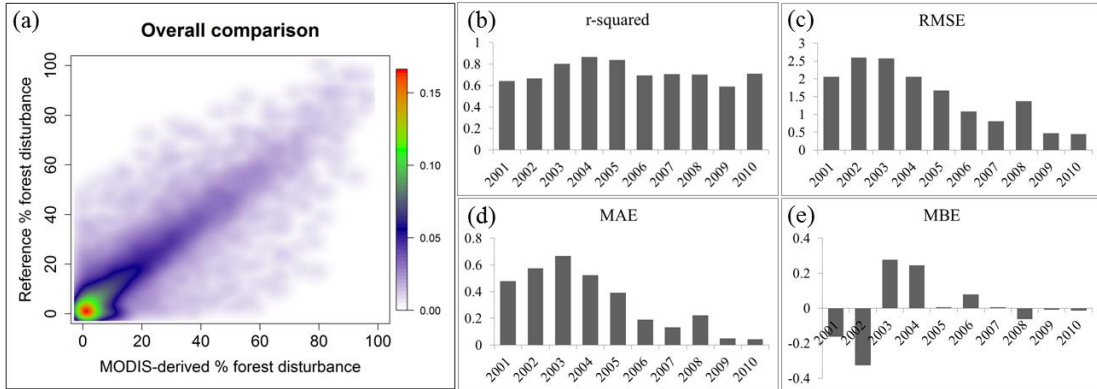 (a)
Overall comparison
Reference % forest disturbance
100
80
60
40
20
0
0 20 40 60 80 100
MODIS-derived % forest disturbance
0.15
0.10
0.05
0.00
(b)
r-squared
1
0.8
0.6
0.4
0.2
0
2001 2002 2003 2004 2005 2006 2007 2008 2009 2010
(c)
RMSE
3
2.5
2
1.5
1
0.5
0
2001 2002 2003 2004 2005 2006 2007 2008 2009 2010
(d)
MAE
0.8
0.6
0.4
0.2
0
2001 2002 2003 2004 2005 2006 2007 2008 2009 2010
(e)
MBE
0.4
0.2
0
-0.2
-0.4
2001 2002 2003 2004 2005 2006 2007 2008 2009 2010